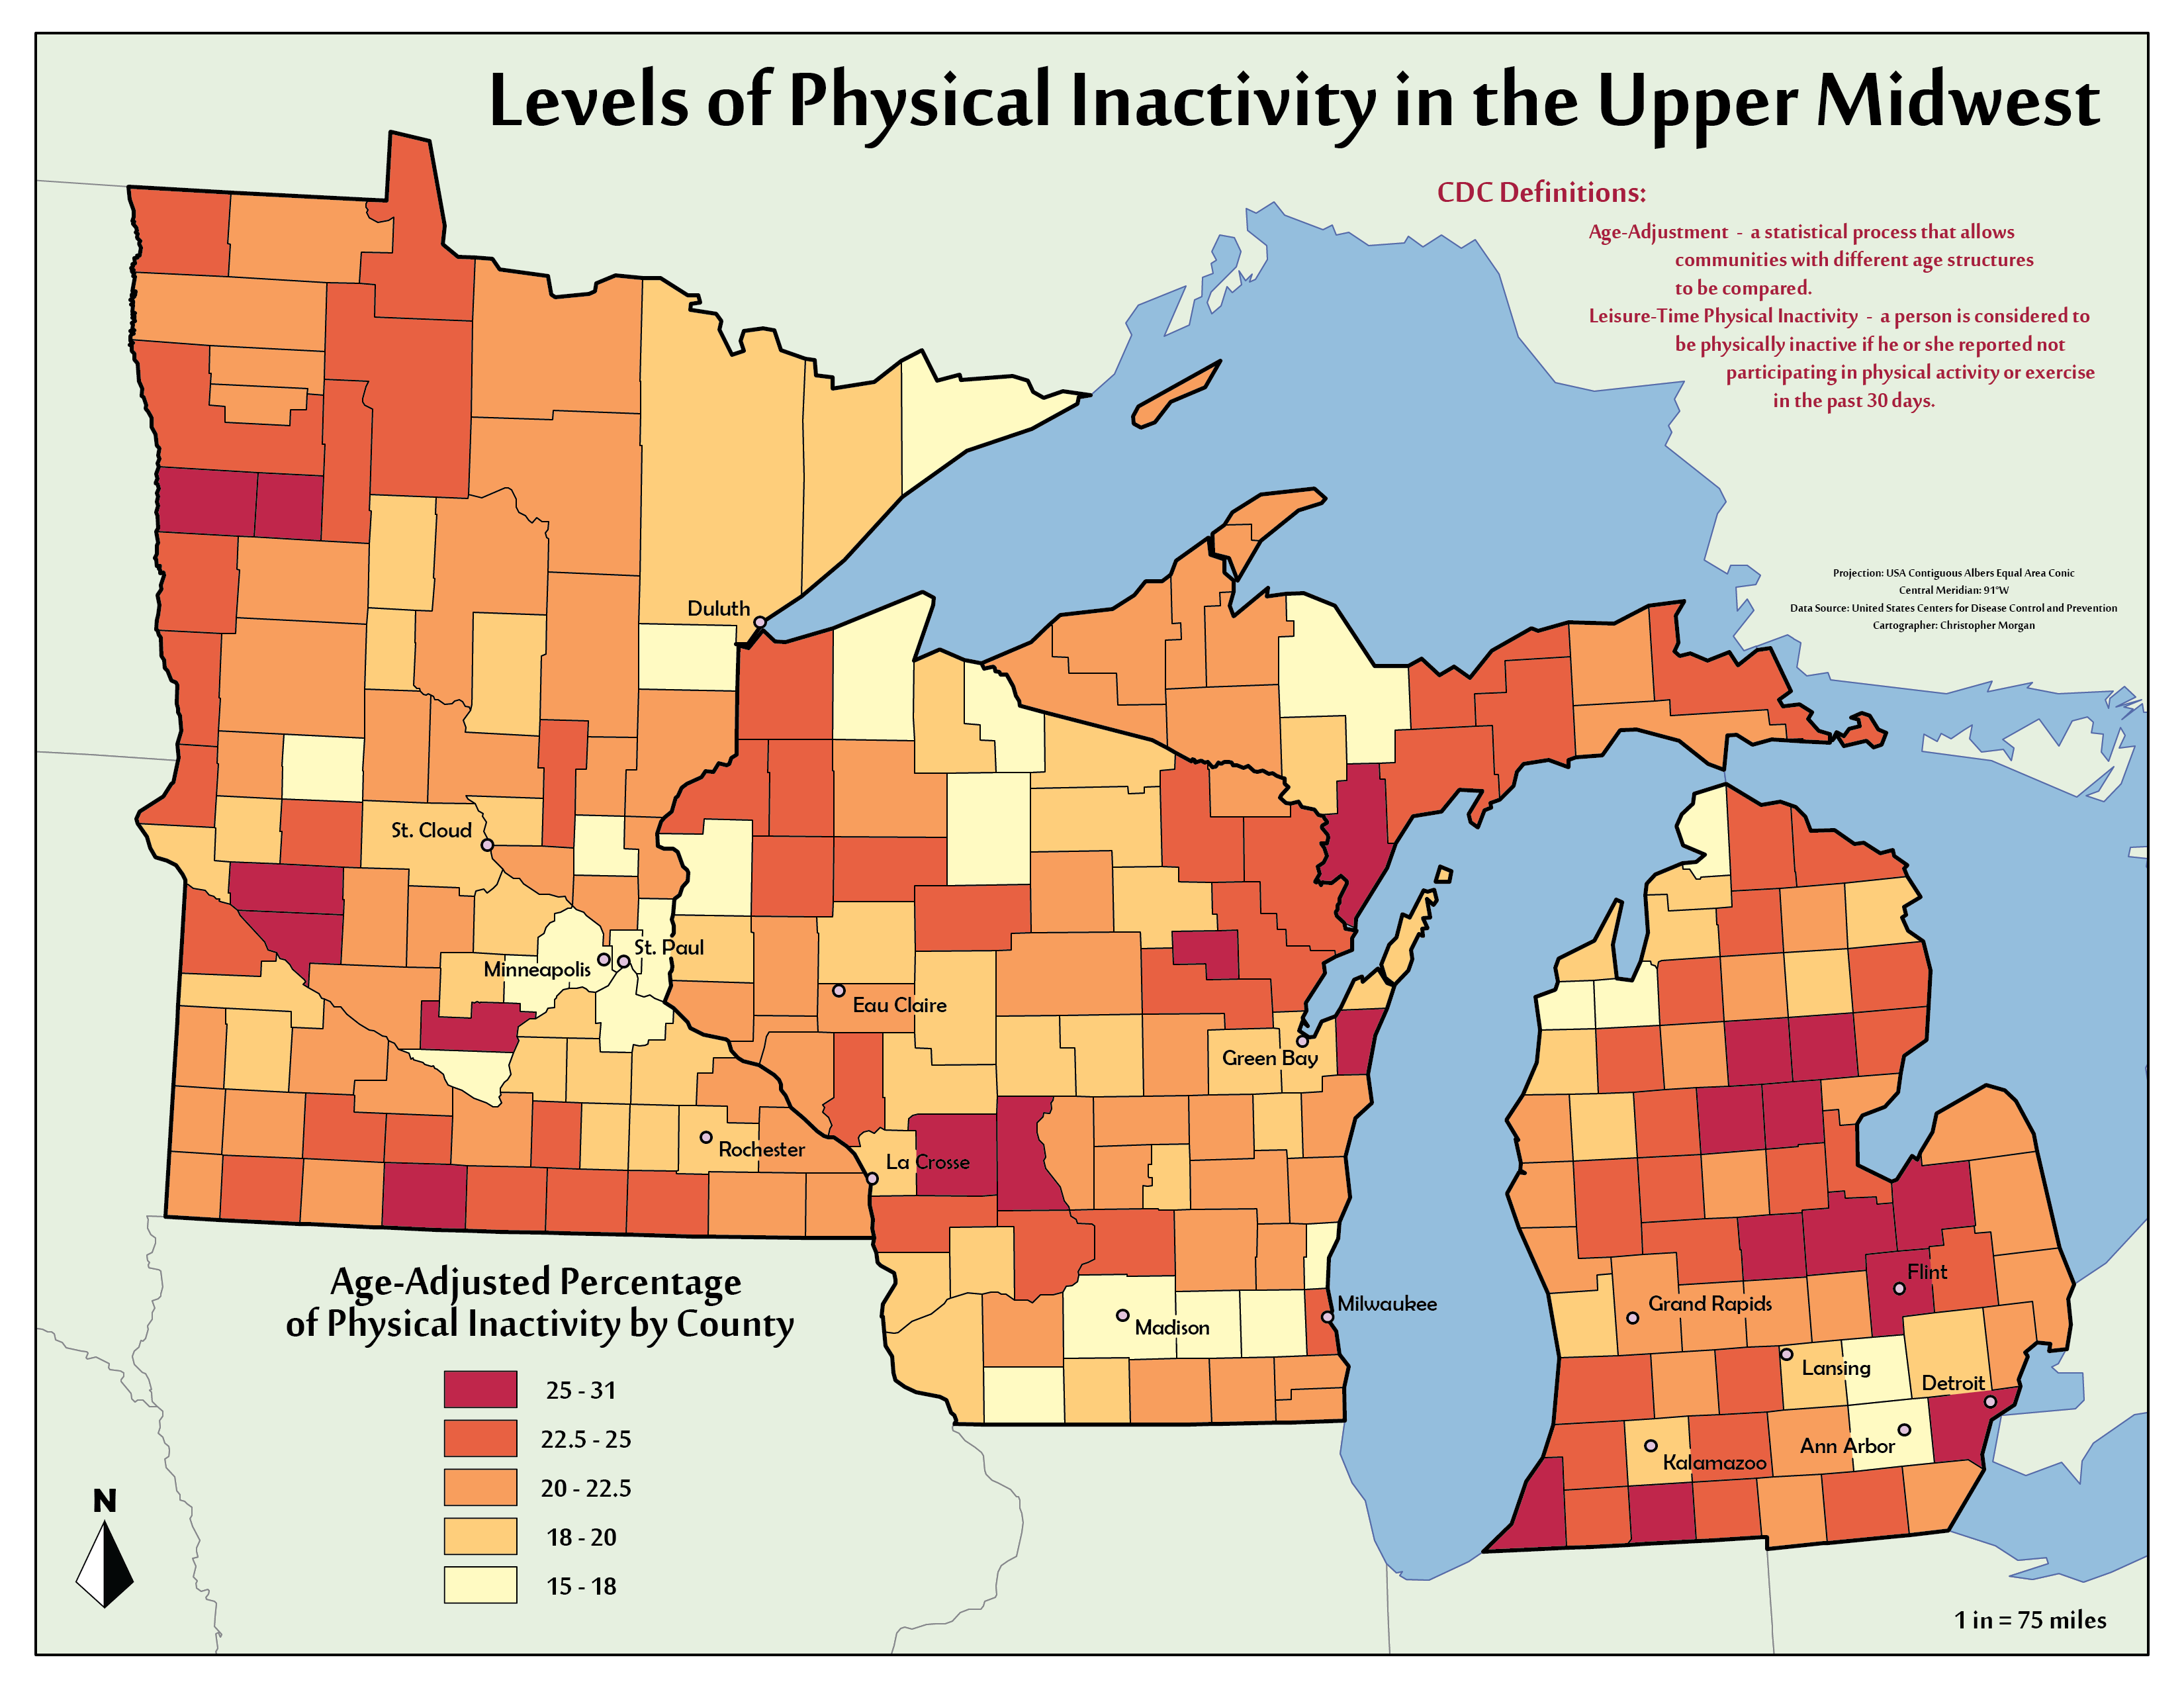 Levels of Physical Inactivity in the Upper Midwest
CDC Definitions:
Age-Adjustment - a statistical process that allows
communities with different age structures
to be compared.
Leisure-Time Physical Inactivity - a person is considered to
be physically inactive if he or she reported not
participating in physical activity or exercise
in the past 30 days.
Projection: USA Contiguous Albers Equal Area Conic
Central Meridian: 91°W
Data Source: United States Centers for Disease Control and Prevention
Cartographer: Christopher Morgan
Duluth
St. Cloud
St. Paul
Minneapolis
Eau Claire
Green Bay
Rochester
La Crosse
Flint
Milwaukee
Grand Rapids
Madison
Lansing
Detroit
Ann Arbor
Kalamazoo
Age-Adjusted Percentage
of Physical Inactivity by County
25 - 31
22.5 - 25
20 - 22.5
18 - 20
15 - 18
N
1 in = 75 miles